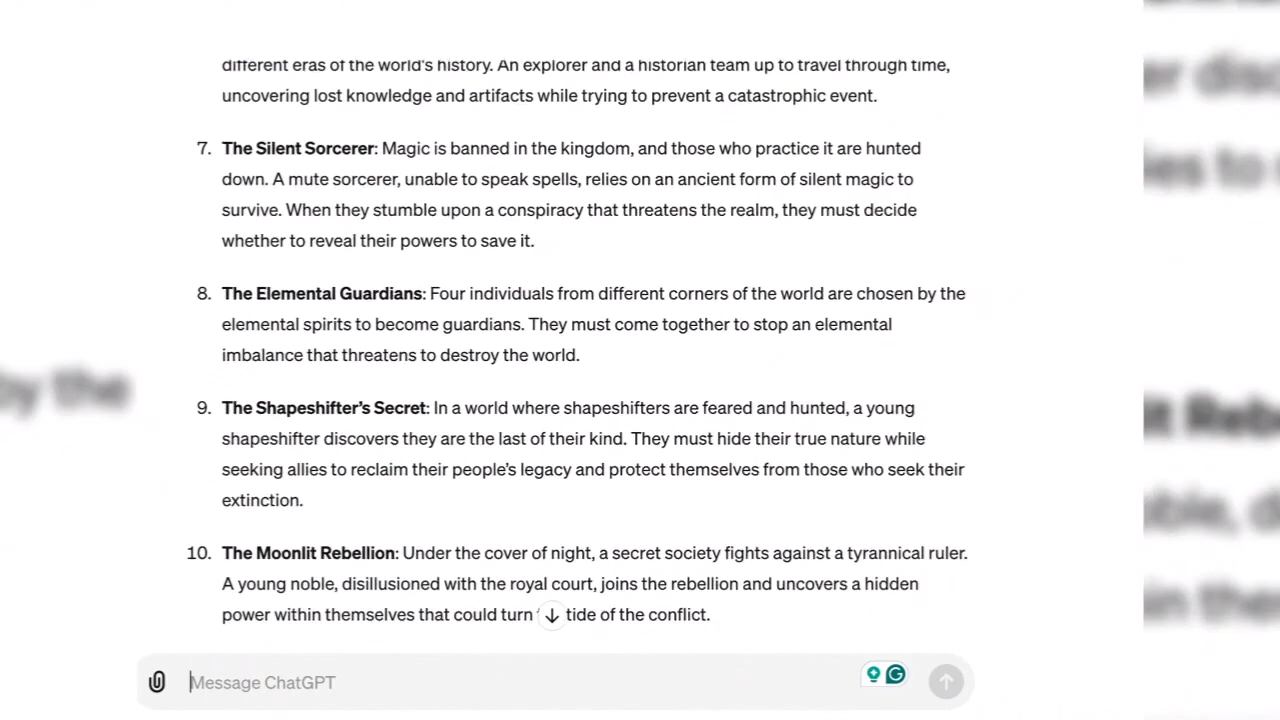 different eras of the world's history. An explorer and a historian team up to travel through time,
uncovering lost knowledge and artifacts while trying to prevent a catastrophic event.
7. The Silent Sorcerer: Magic is banned in the kingdom, and those who practice it are hunted
down. A mute sorcerer, unable to speak spells, relies on an ancient form of silent magic to
survive. When they stumble upon a conspiracy that threatens the realm, they must decide
whether to reveal their powers to save it.
8. The Elemental Guardians: Four individuals from different corners of the world are chosen by the
elemental spirits to become guardians. They must come together to stop an elemental
imbalance that threatens to destroy the world.
9. The Shapeshifter's Secret: In a world where shapeshifters are feared and hunted, a young
shapeshifter discovers they are the last of their kind. They must hide their true nature while
seeking allies to reclaim their people's legacy and protect themselves from those who seek their
extinction.
10. The Moonlit Rebellion: Under the cover of night, a secret society fights against a tyrannical ruler.
A young noble, disillusioned with the royal court, joins the rebellion and uncovers a hidden
power within themselves that could turn tide of the conflict.
Message ChatGPT
by the